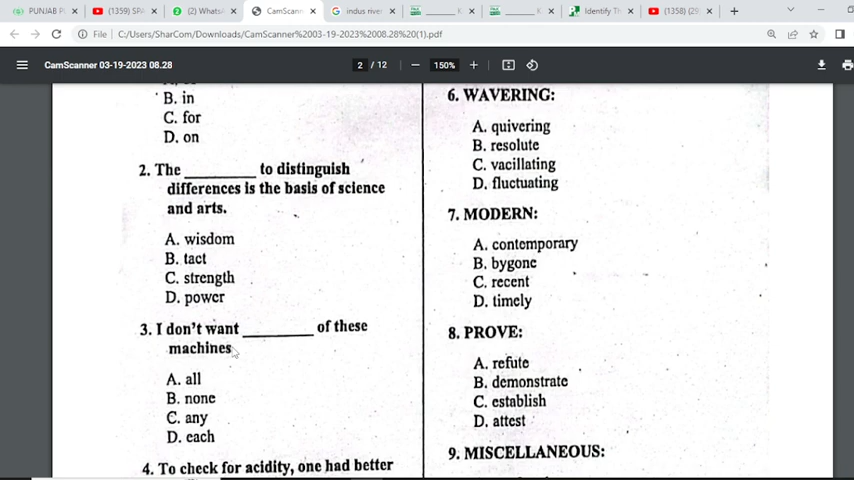 PUNJAB P
(1359) SP
(2) Whats
CamScann
indus rive
K
K
Identify T
(1358) (29
File
C:/Users/SharCom/Downloads/CamScanner%2003-19-2023%2008.28%20(1).pdf
CamScanner 03-19-2023 08.28
2 / 12
150%
B. in
C. for
D. on
2. The ________ to distinguish
differences is the basis of science
and arts.
A. wisdom
B. tact
C. strength
D. power
3. I don't want ________ of these
machines
A. all
B. none
C. any
D. each
4. To check for acidity, one had better
6. WAVERING:
A. quivering
B. resolute
C. vacillating
D. fluctuating
7. MODERN:
A. contemporary
B. bygone
C. recent
D. timely
8. PROVE:
A. refute
B. demonstrate
C. establish
D. attest
9. MISCELLANEOUS: